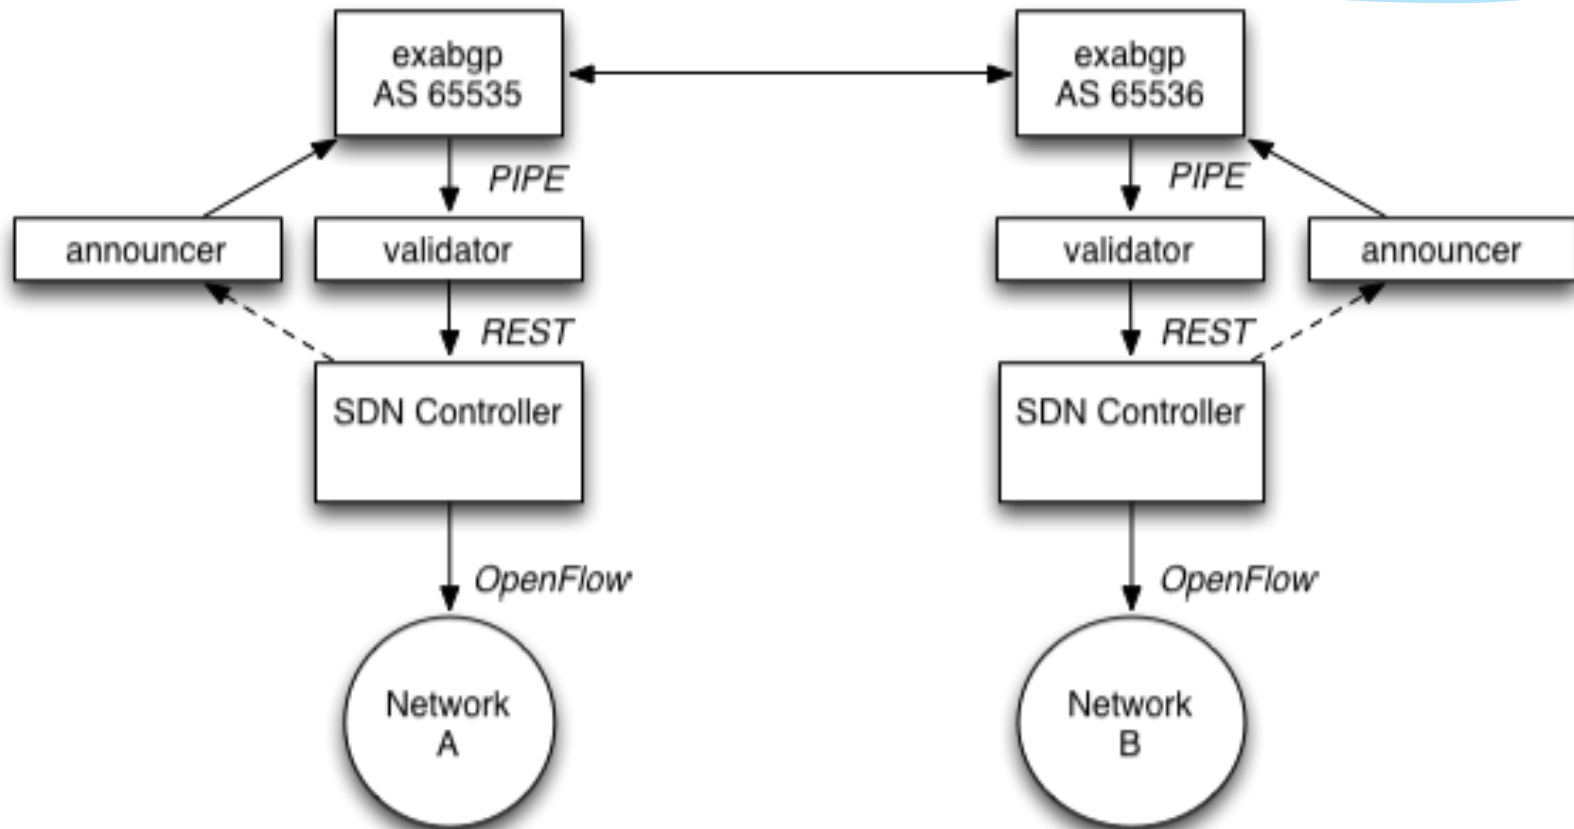 exabgp
AS 65535
exabgp
AS 65536
PIPE
PIPE
announcer
validator
validator
announcer
REST
REST
SDN Controller
SDN Controller
OpenFlow
OpenFlow
Network
A
Network
B